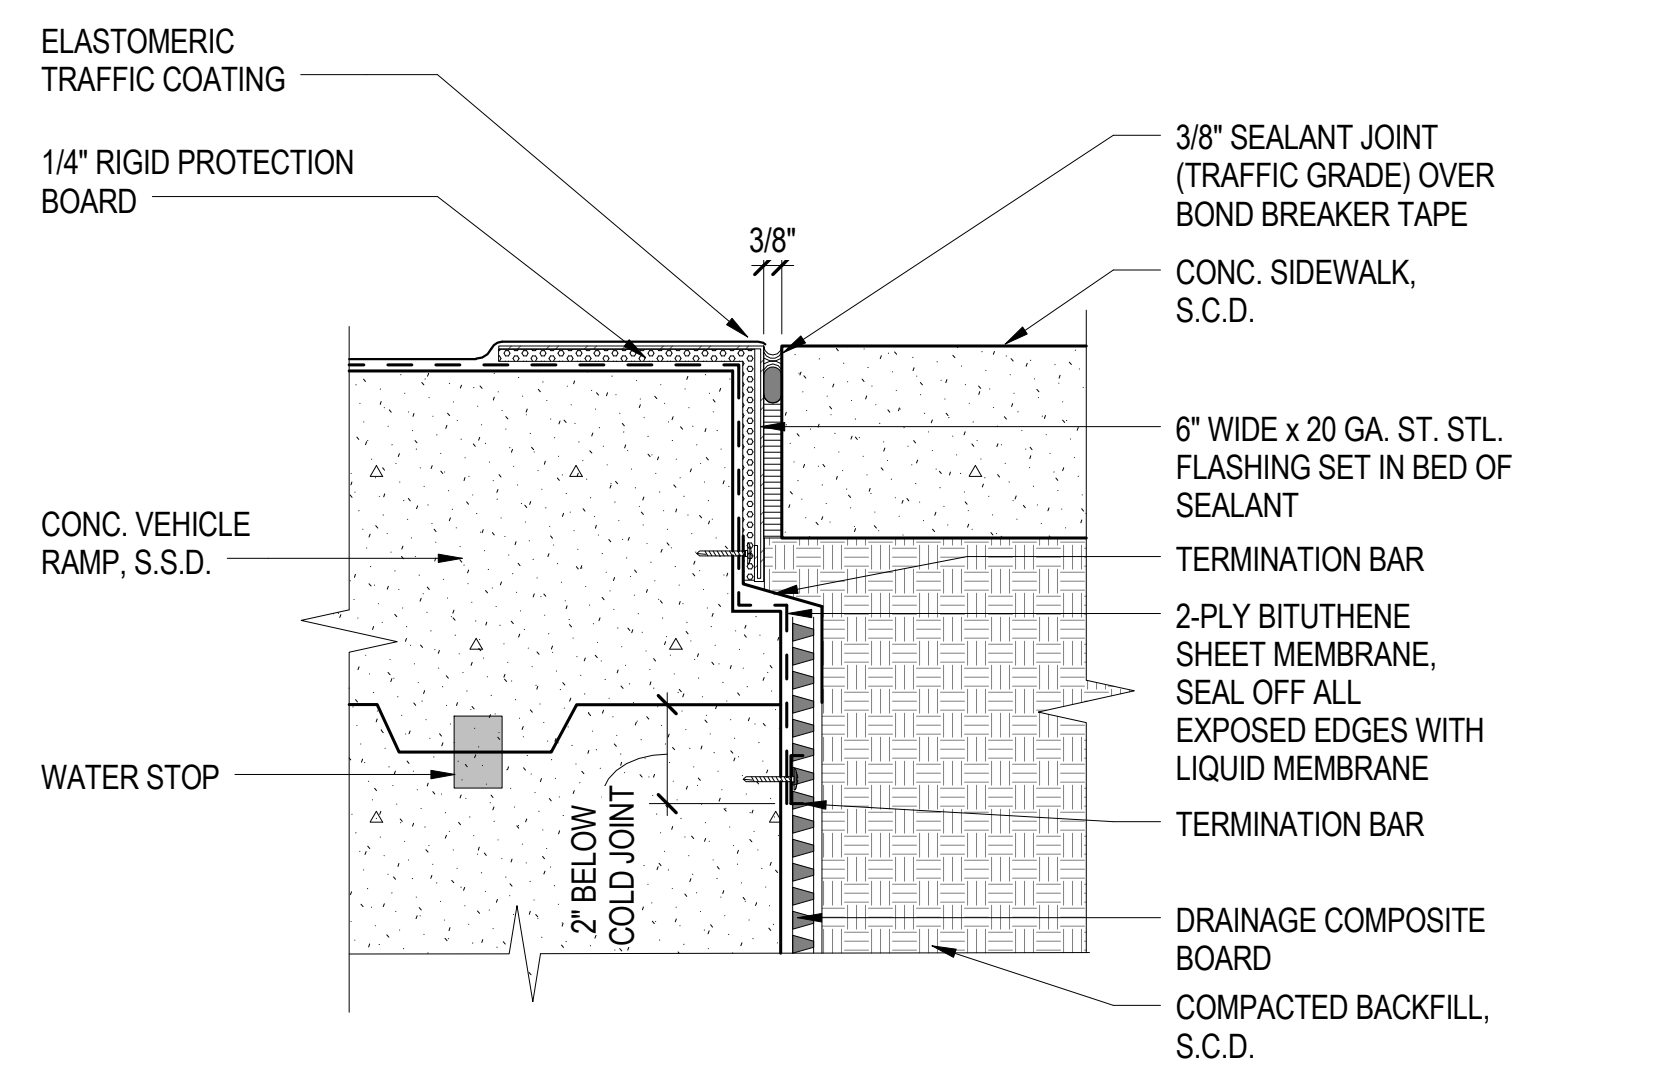 ELASTOMERIC
TRAFFIC COATING
1/4" RIGID PROTECTION
BOARD
CONC. VEHICLE
RAMP, S.S.D.
WATER STOP
3/8"
2" BELOW
COLD JOINT
3/8" SEALANT JOINT
(TRAFFIC GRADE) OVER
BOND BREAKER TAPE
CONC. SIDEWALK,
S.C.D.
6" WIDE x 20 GA. ST. STL.
FLASHING SET IN BED OF
SEALANT
TERMINATION BAR
2-PLY BITUTHENE
SHEET MEMBRANE,
SEAL OFF ALL
EXPOSED EDGES WITH
LIQUID MEMBRANE
TERMINATION BAR
DRAINAGE COMPOSITE
BOARD
COMPACTED BACKFILL,
S.C.D.